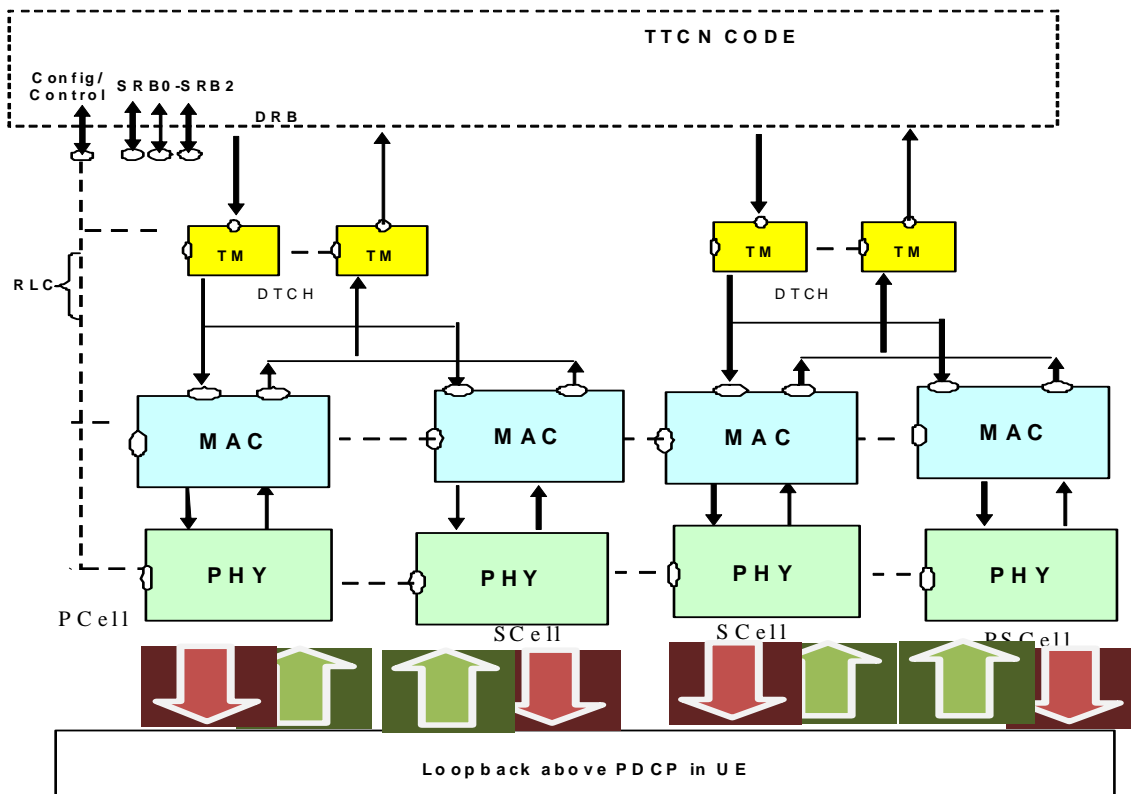 TTCN CODE
Config/
Control
SRB0-SRB2
DRB
TM
TM
TM
TM
RLC
DTCH
DTCH
MAC
MAC
MAC
MAC
PHY
PHY
PHY
PHY
PCell
SCell
SCell
PSCell
Loopback above PDCP in UE